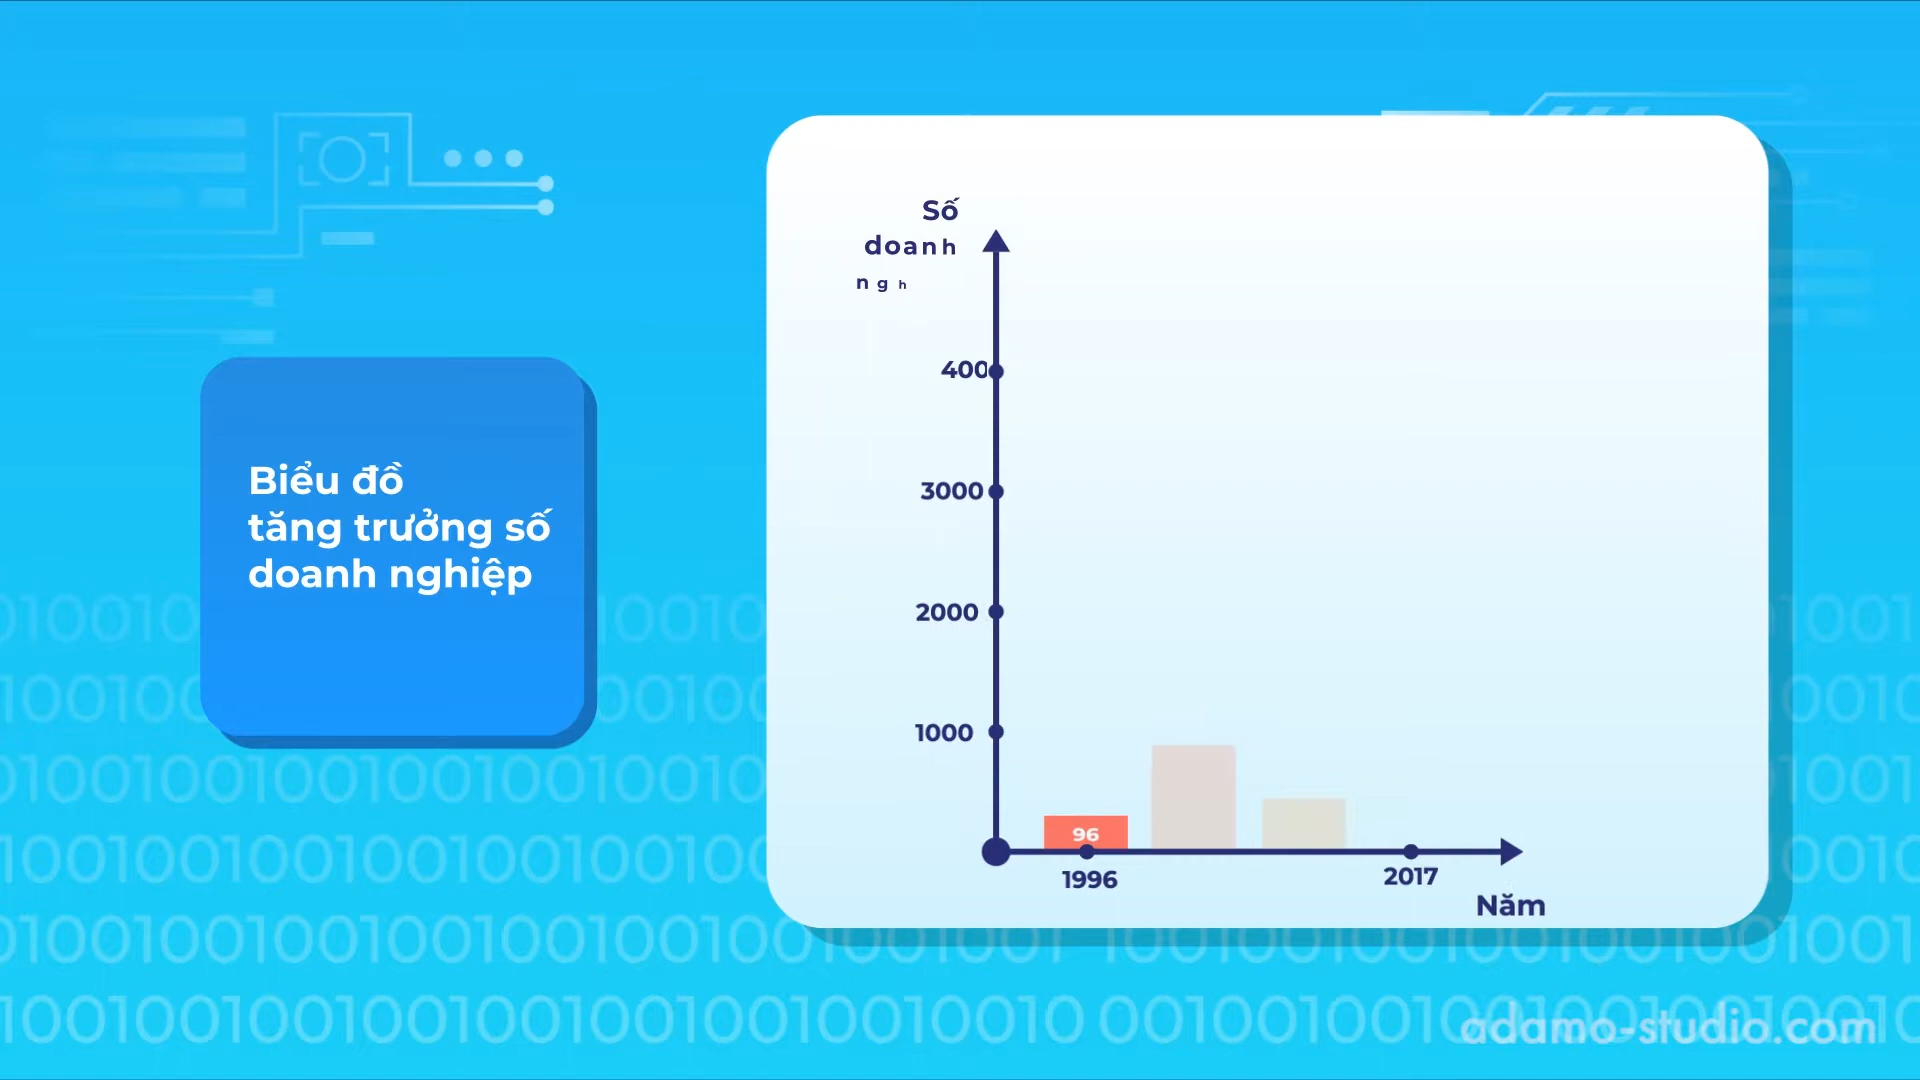 Biểu đồ
tăng trưởng số
doanh nghiệp
Số
doanh
ngh
400
3000
2000
1000
96
1996
2017
Năm
adamo-studio.com